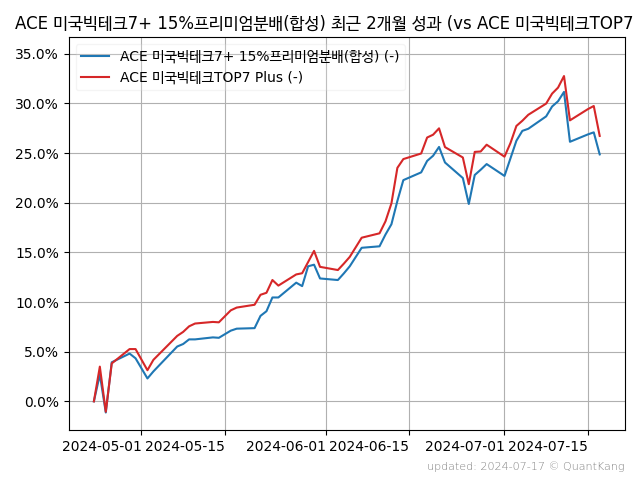 ACE 미국빅테크7+ 15%프리미엄분배(합성) 최근 2개월 성과 (vs ACE 미국빅테크TOP7
ACE 미국빅테크7+ 15%프리미엄분배(합성) (-)
ACE 미국빅테크TOP7 Plus (-)
35.0%
30.0%
25.0%
20.0%
15.0%
10.0%
5.0%
0.0%
2024-05-01 2024-05-15 2024-06-01 2024-06-15 2024-07-01 2024-07-15
updated: 2024-07-17 © QuantKang